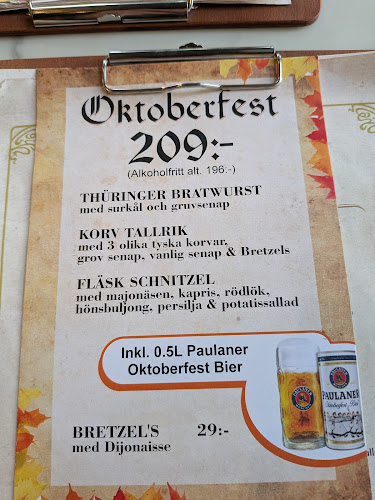 Oktoberfest
209:-
(Alkoholfritt alt. 196:-)
THÜRINGER BRATWURST
med surkål och gruvsenap
KORV TALLRIK
med 3 olika tyska korvar,
grov senap, vanlig senap & Bretzels
FLÄSK SCHNITZEL
med majonäsen, kapris, rödlök,
hönsbuljong, persilja & potatissallad
Inkl. 0.5L Paulaner
Oktoberfest Bier
PAULANER
Oktoberfest Bier
BRETZEL'S 29:-
med Dijonaisse